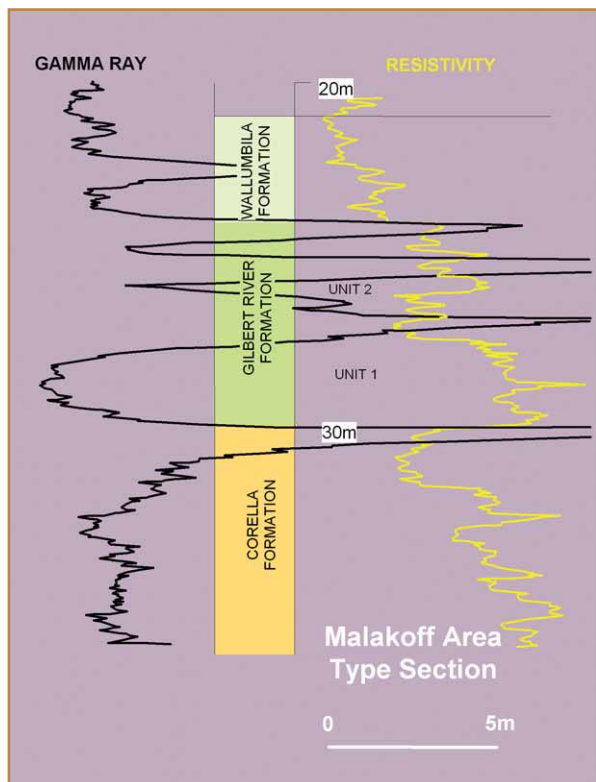 GAMMA RAY
RESISTIVITY
20m
WALLUMBILA
FORMATION
GILBERT RIVER
FORMATION
UNIT 2
UNIT 1
30m
CORELLA
FORMATION
Malakoff Area
Type Section
0 5m